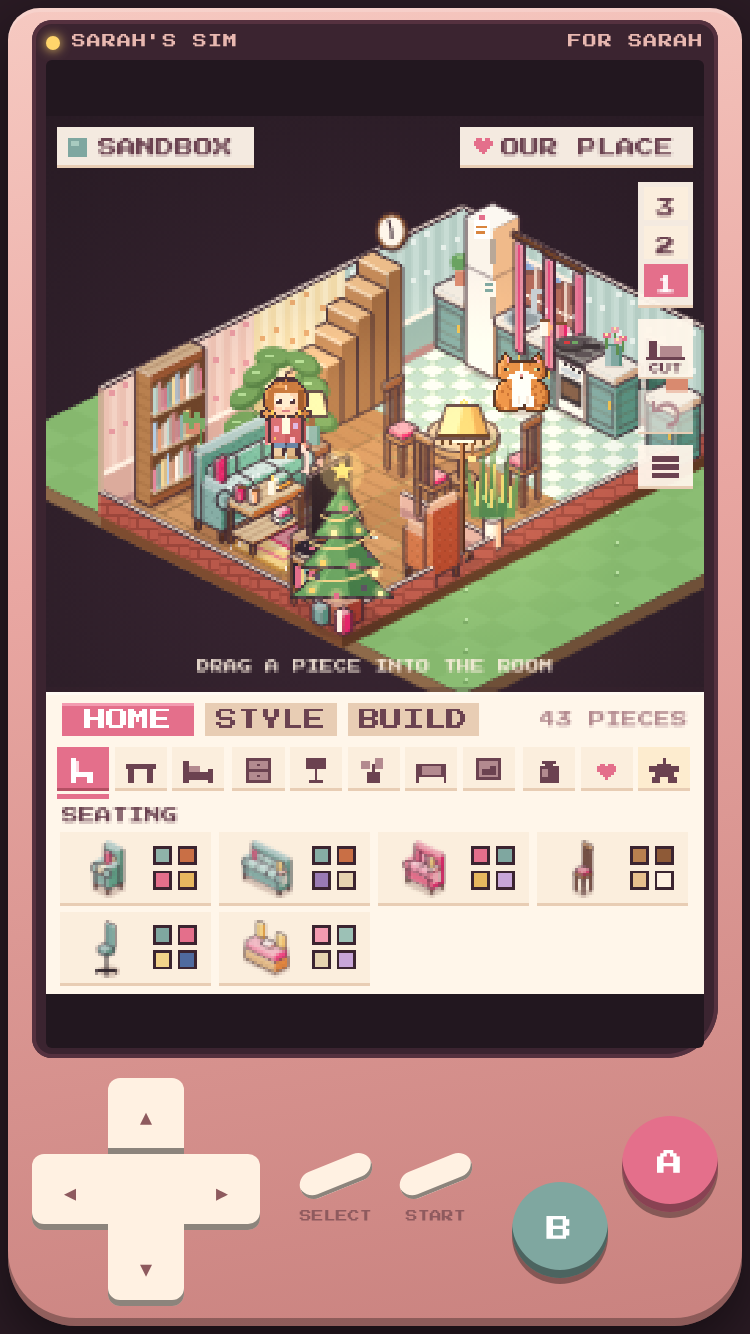 SARAH'S SIM
FOR SARAH
SANDBOX
OUR PLACE
3
2
1
CUT
DRAG A PIECE INTO THE ROOM
HOME
STYLE
BUILD
43 PIECES
SEATING
SELECT
START
A
B